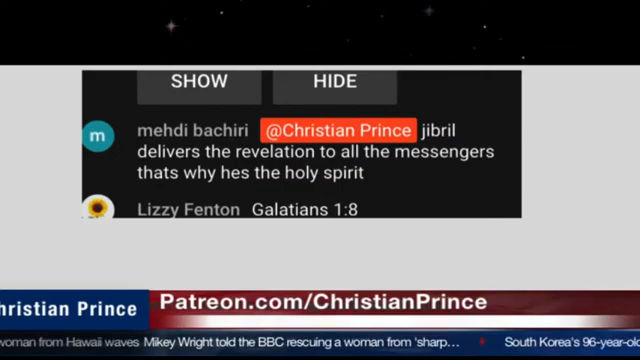 SHOW HIDE
m mehdi bachiri @Christian Prince jibril
delivers the revelation to all the messengers
thats why hes the holy spirit
Lizzy Fenton Galatians 1:8
hristian Prince Patreon.com/ChristianPrince
woman from Hawaii waves Mikey Wright told the BBC rescuing a woman from 'sharp... South Korea's 96-year-old